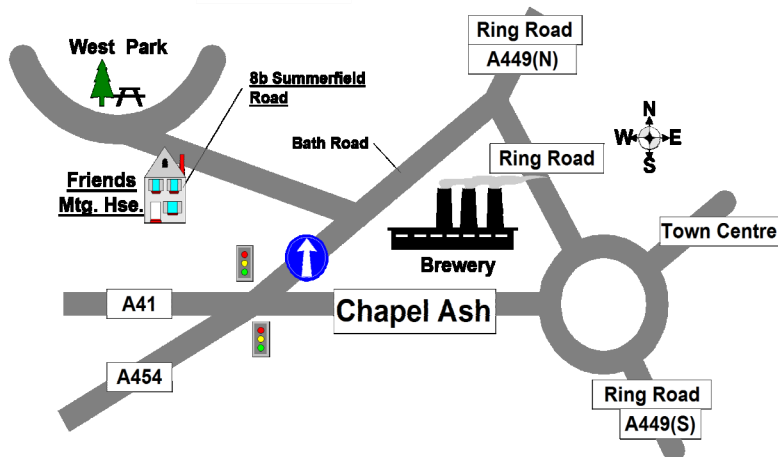 West Park
8b Summerfield
Road
Bath Road
Ring Road
A449(N)
N
W E
S
Ring Road
Friends
Mtg. Hse.
Town Centre
Brewery
A41
Chapel Ash
A454
Ring Road
A449(S)